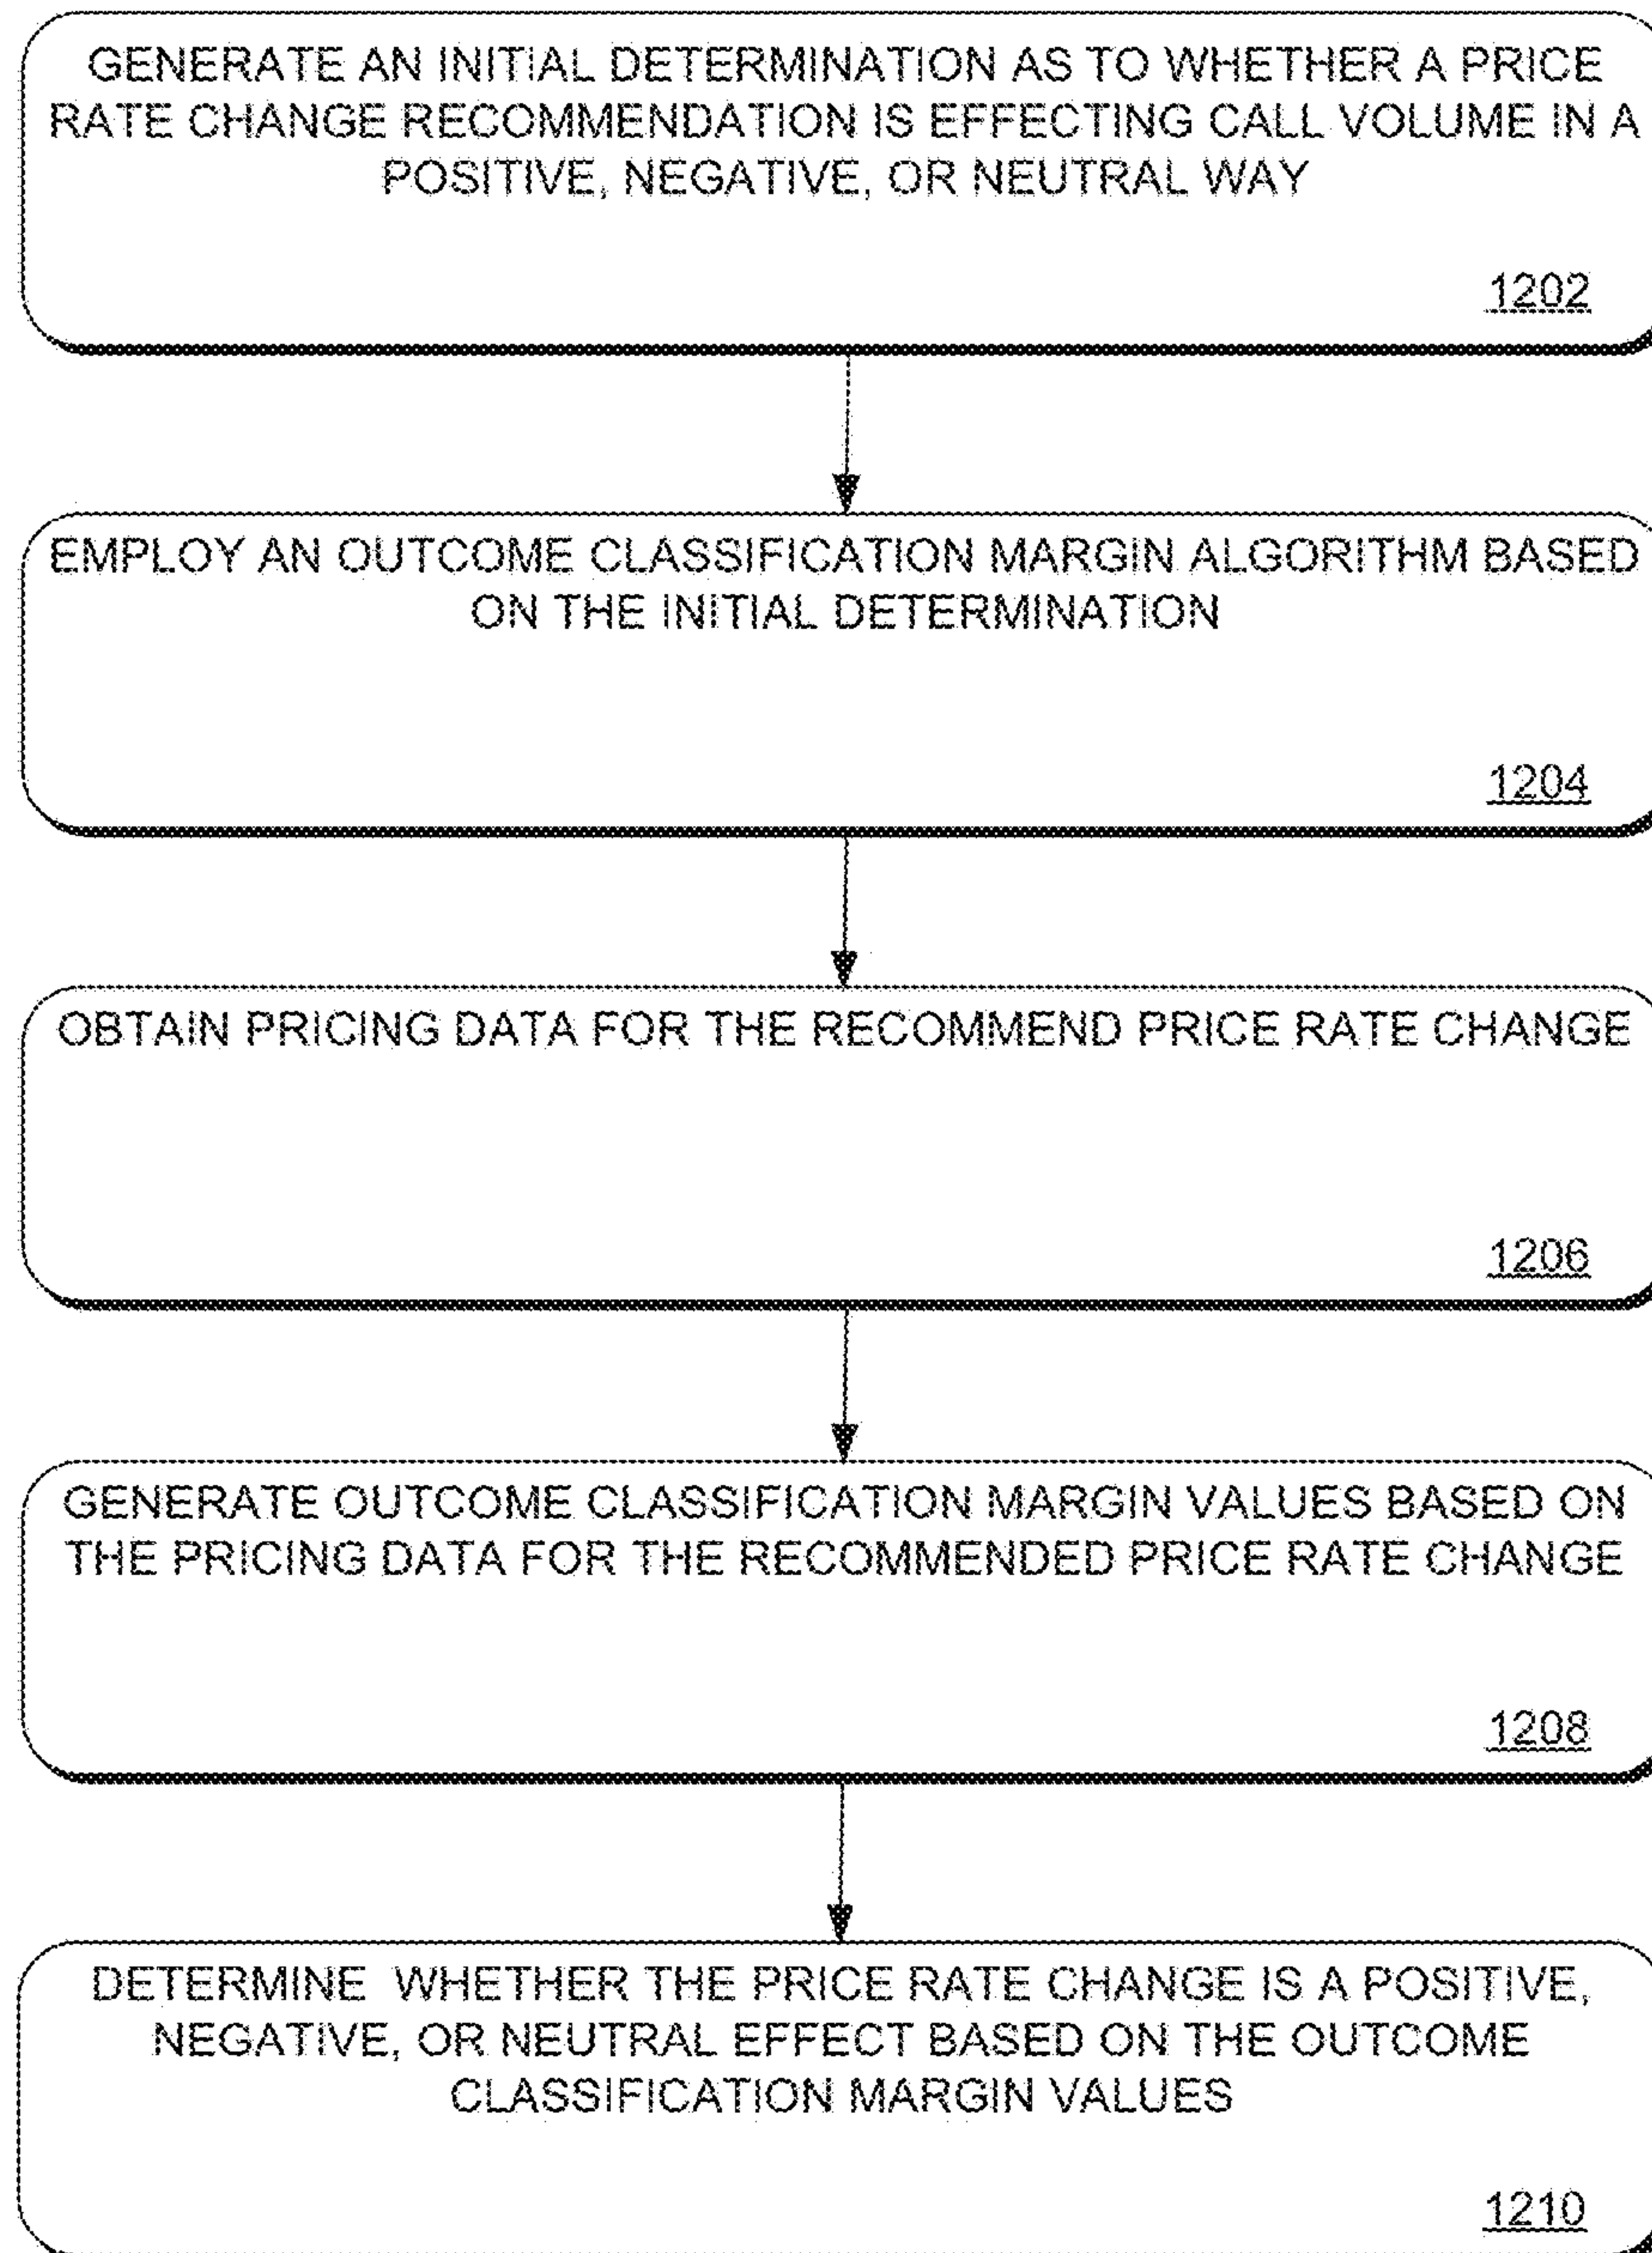 GENERATE AN INITIAL DETERMINATION AS TO WHETHER A PRICE
RATE CHANGE RECOMMENDATION IS EFFECTING CALL VOLUME IN A
POSITIVE, NEGATIVE, OR NEUTRAL WAY
1202
EMPLOY AN OUTCOME CLASSIFICATION MARGIN ALGORITHM BASED
ON THE INITIAL DETERMINATION
1204
OBTAIN PRICING DATA FOR THE RECOMMEND PRICE RATE CHANGE
1206
GENERATE OUTCOME CLASSIFICATION MARGIN VALUES BASED ON
THE PRICING DATA FOR THE RECOMMENDED PRICE RATE CHANGE
1208
DETERMINE WHETHER THE PRICE RATE CHANGE IS A POSITIVE,
NEGATIVE, OR NEUTRAL EFFECT BASED ON THE OUTCOME
CLASSIFICATION MARGIN VALUES
1210